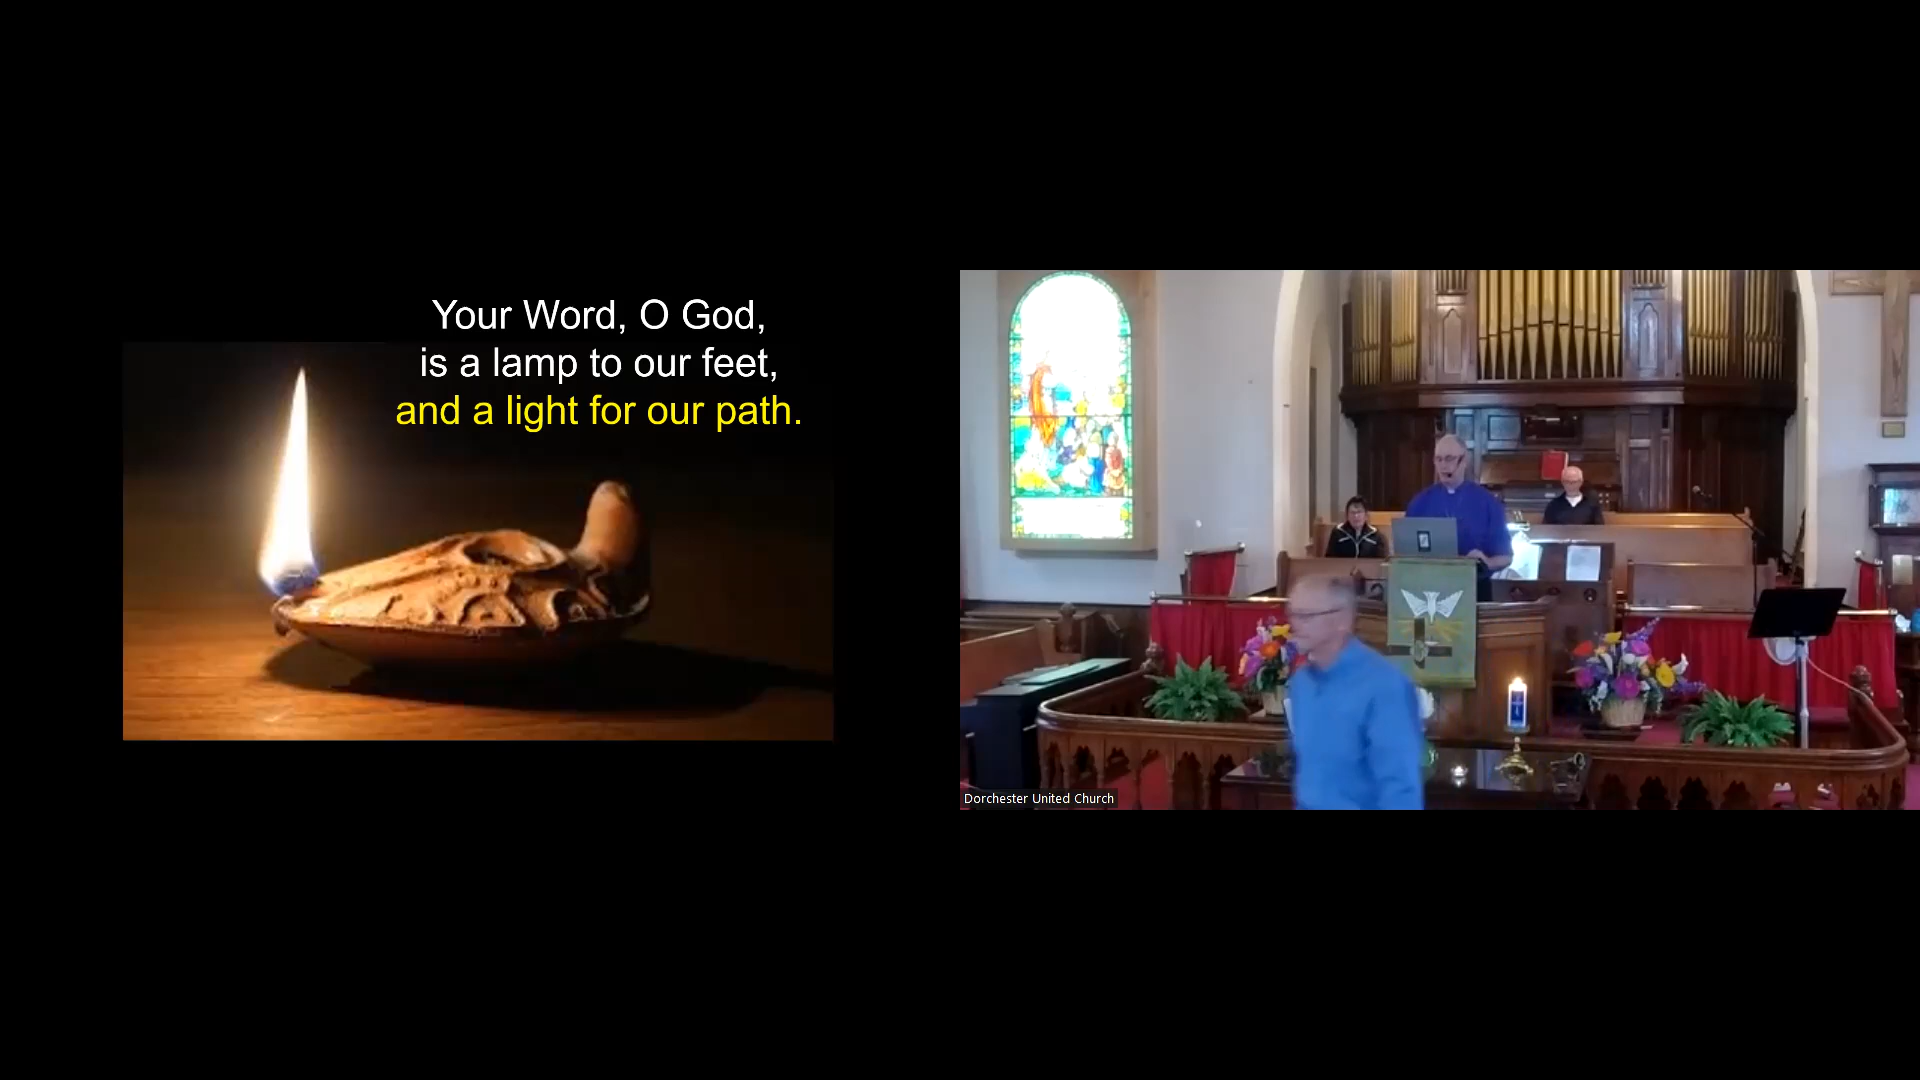 Your Word, O God,
is a lamp to our feet,
and a light for our path.
Dorchester United Church